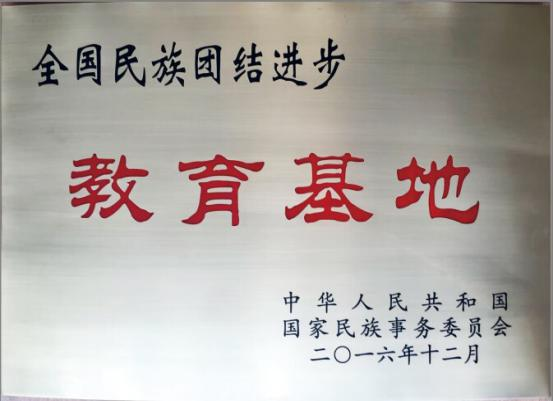 全国民族团结进步
教育基地
中华人民共和国
国家民族事务委员会
二〇一六年十二月